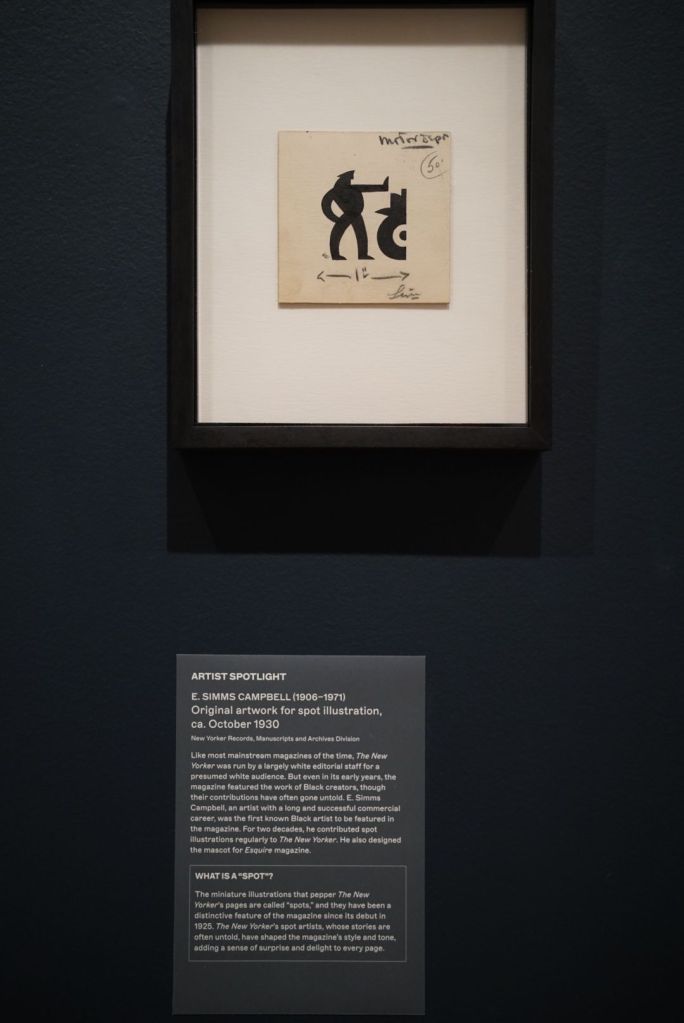 50
1"
ARTIST SPOTLIGHT
E. SIMMS CAMPBELL (1906–1971)
Original artwork for spot illustration,
ca. October 1930
New Yorker Records, Manuscripts and Archives Division
Like most mainstream magazines of the time, The New
Yorker was run by a largely white editorial staff for a
presumed white audience. But even in its early years, the
magazine featured the work of Black creators, though
their contributions have often gone untold. E. Simms
Campbell, an artist with a long and successful commercial
career, was the first known Black artist to be featured in
the magazine. For two decades, he contributed spot
illustrations regularly to The New Yorker. He also designed
the mascot for Esquire magazine.
WHAT IS A “SPOT”?
The miniature illustrations that pepper The New
Yorker’s pages are called “spots,” and they have been a
distinctive feature of the magazine since its debut in
1925. The New Yorker’s spot artists, whose stories are
often untold, have shaped the magazine’s style and tone,
adding a sense of surprise and delight to every page.